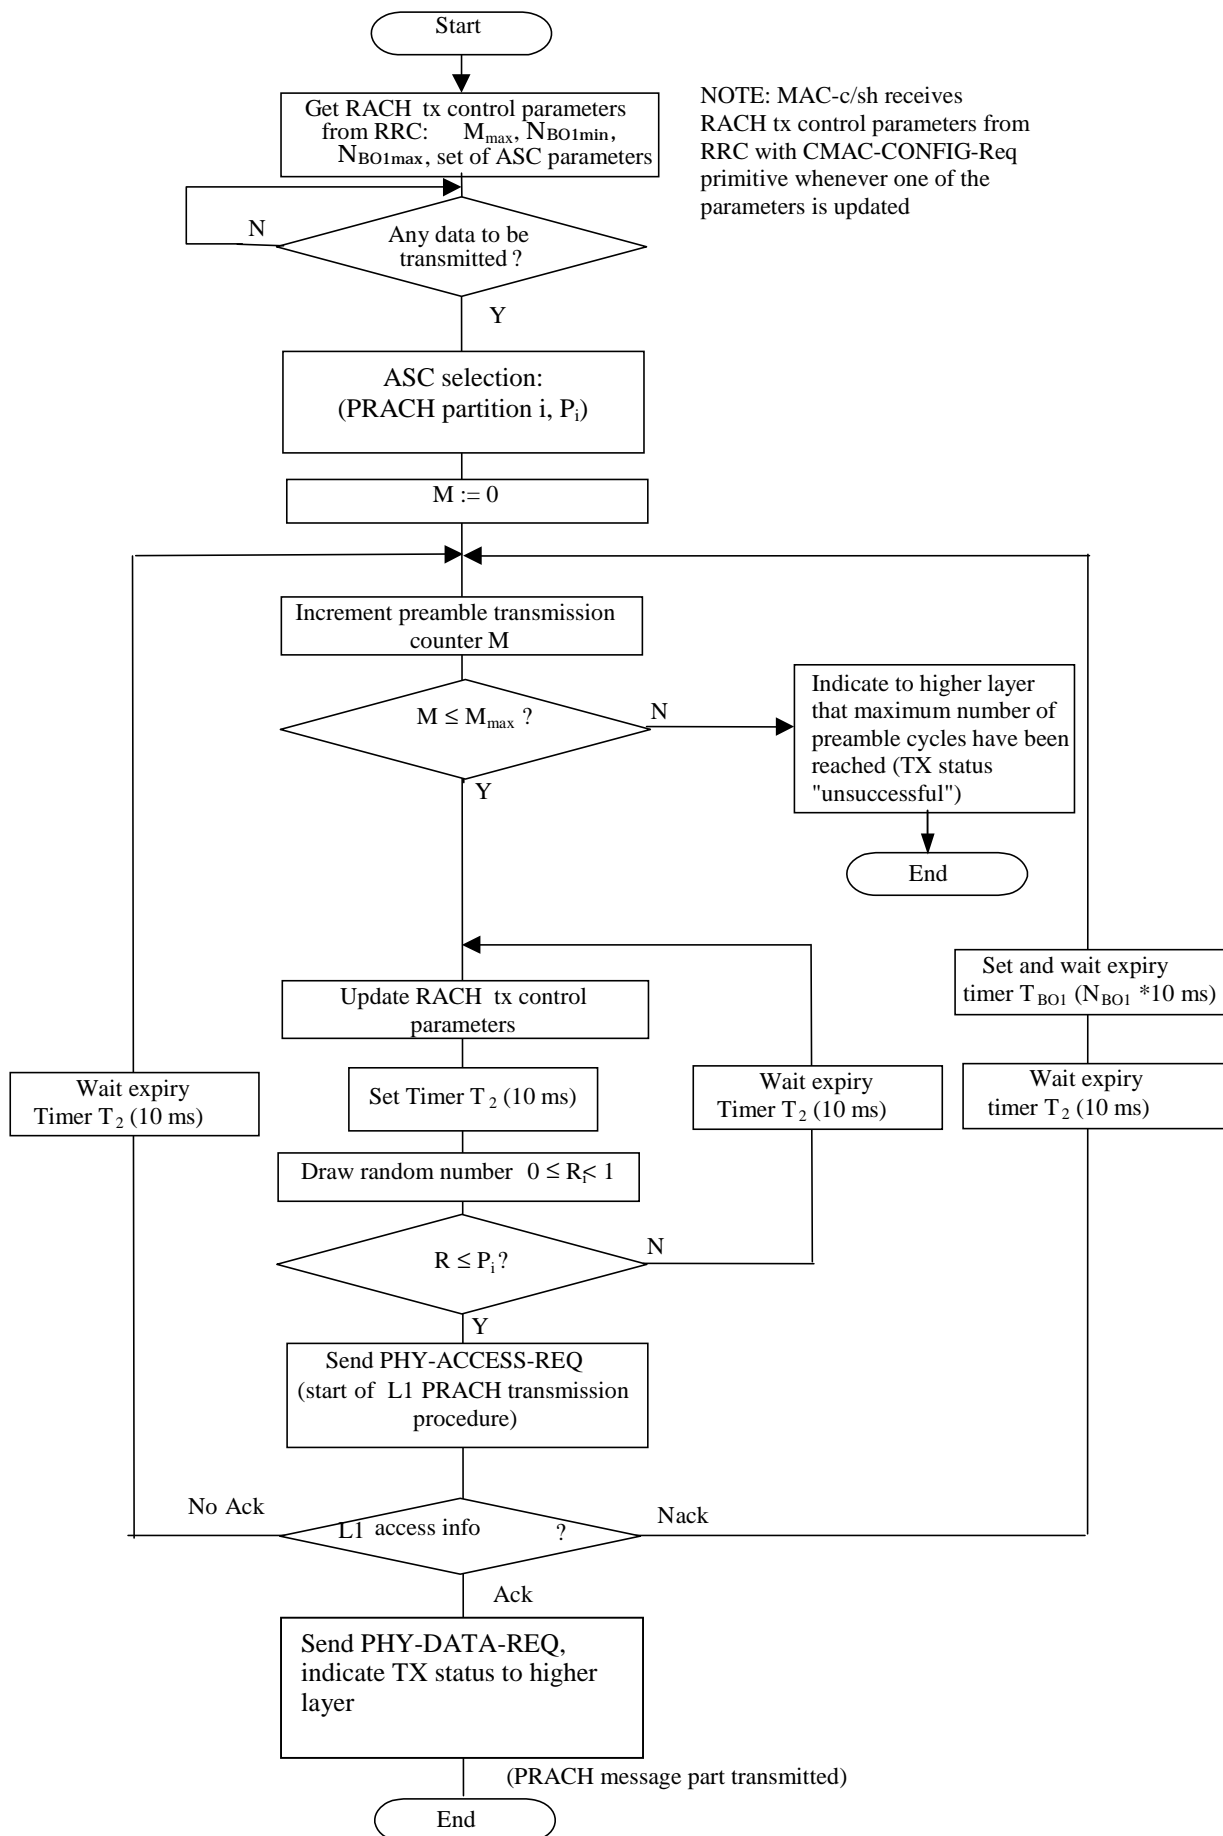 Start
Get RACH tx control parameters
from RRC: Mmax, NBO1min,
NBO1max, set of ASC parameters
NOTE: MAC-c/sh receives
RACH tx control parameters from
RRC with CMAC-CONFIG-Req
primitive whenever one of the
parameters is updated
N
Any data to be
transmitted ?
Y
ASC selection:
(PRACH partition i, Pi)
M := 0
Increment preamble transmission
counter M
M ≤ Mmax ?
N
Y
Indicate to higher layer
that maximum number of
preamble cycles have been
reached (TX status
"unsuccessful")
End
Update RACH tx control
parameters
Set and wait expiry
timer TBO1 (NBO1 *10 ms)
Wait expiry
Timer T2 (10 ms)
Set Timer T2 (10 ms)
Wait expiry
Timer T2 (10 ms)
Wait expiry
timer T2 (10 ms)
Draw random number 0 ≤ Ri< 1
R ≤ Pi ?
N
Y
Send PHY-ACCESS-REQ
(start of L1 PRACH transmission
procedure)
No Ack
L1 access info ?
Nack
Ack
Send PHY-DATA-REQ,
indicate TX status to higher
layer
(PRACH message part transmitted)
End